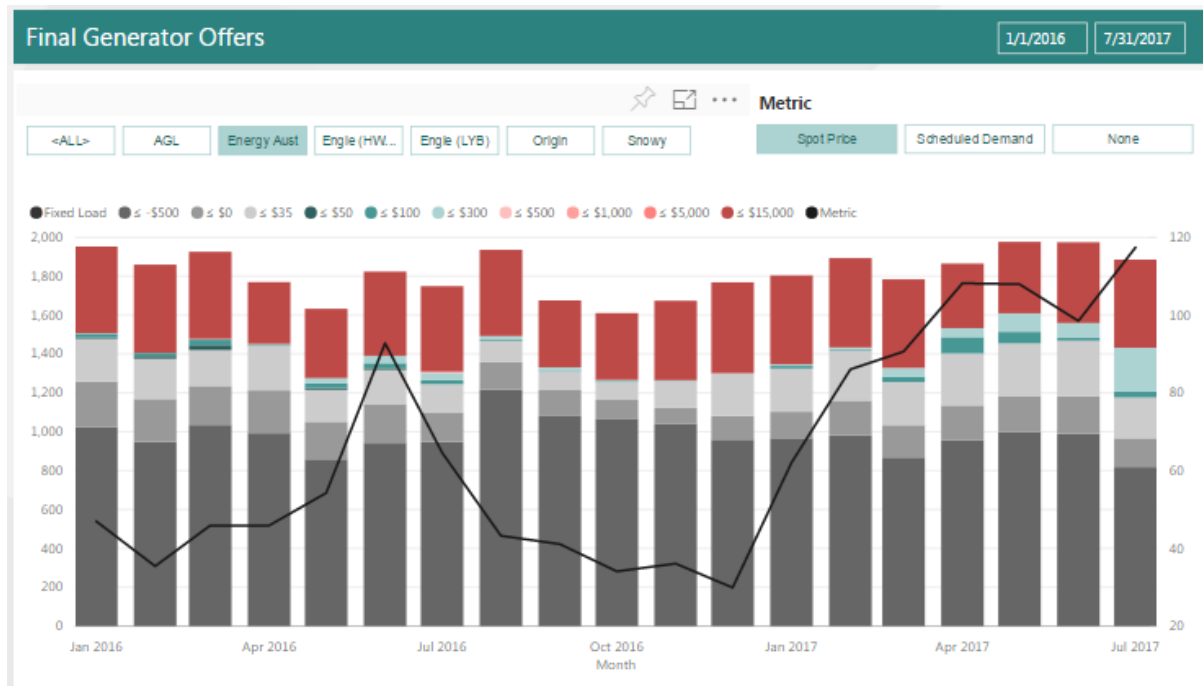 Final Generator Offers
1/1/2016
7/31/2017
Metric
<ALL>
AGL
Energy Aust
Engie (HW...
Engie (LYB)
Origin
Snowy
Spot Price
Scheduled Demand
None
Fixed Load ≤ -$500 ≤ $0 ≤ $35 ≤ $50 ≤ $100 ≤ $300 ≤ $500 ≤ $1,000 ≤ $5,000 ≤ $15,000 Metric
2,000
1,800
1,600
1,400
1,200
1,000
800
600
400
200
0
120
100
80
60
40
20
Jan 2016
Apr 2016
Jul 2016
Oct 2016
Jan 2017
Apr 2017
Jul 2017
Month